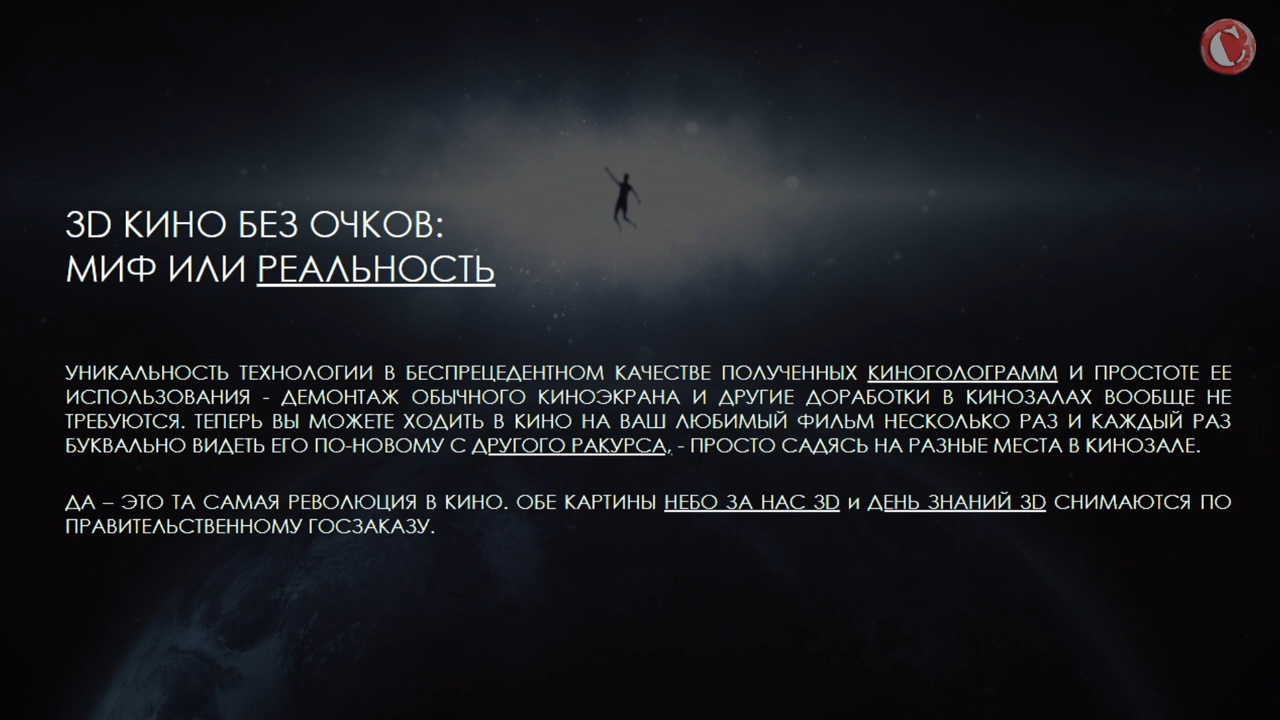 3D КИНО БЕЗ ОЧКОВ:
МИФ ИЛИ РЕАЛЬНОСТЬ
УНИКАЛЬНОСТЬ ТЕХНОЛОГИИ В БЕСПРЕЦЕДЕНТНОМ КАЧЕСТВЕ ПОЛУЧЕННЫХ КИНОГОЛОГРАММ И ПРОСТОТЕ ЕЕ
ИСПОЛЬЗОВАНИЯ - ДЕМОНТАЖ ОБЫЧНОГО КИНОЭКРАНА И ДРУГИЕ ДОРАБОТКИ В КИНОЗАЛАХ ВООБЩЕ НЕ
ТРЕБУЮТСЯ. ТЕПЕРЬ ВЫ МОЖЕТЕ ХОДИТЬ В КИНО НА ВАШ ЛЮБИМЫЙ ФИЛЬМ НЕСКОЛЬКО РАЗ И КАЖДЫЙ РАЗ
БУКВАЛЬНО ВИДЕТЬ ЕГО ПО-НОВОМУ С ДРУГОГО РАКУРСА, - ПРОСТО САДЯСЬ НА РАЗНЫЕ МЕСТА В КИНОЗАЛЕ.
ДА – ЭТО ТА САМАЯ РЕВОЛЮЦИЯ В КИНО. ОБЕ КАРТИНЫ НЕБО ЗА НАС 3D и ДЕНЬ ЗНАНИЙ 3D СНИМАЮТСЯ ПО
ПРАВИТЕЛЬСТВЕННОМУ ГОСЗАКАЗУ.